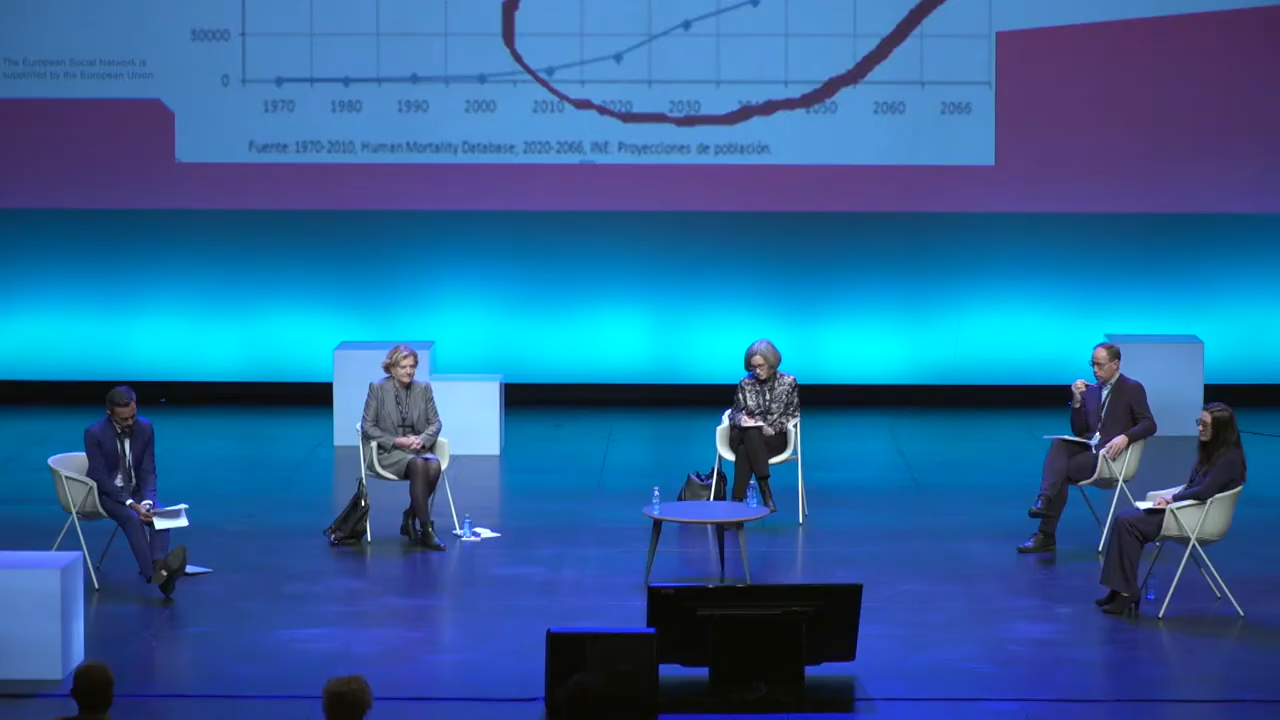 50000
The European Social Network is
supported by the European Union
0
1970 1980 1990 2000 2010 2020 2030 2040 2050 2060 2066
Fuente: 1970-2010, Human Mortality Database; 2020-2066, INE: Proyecciones de población.